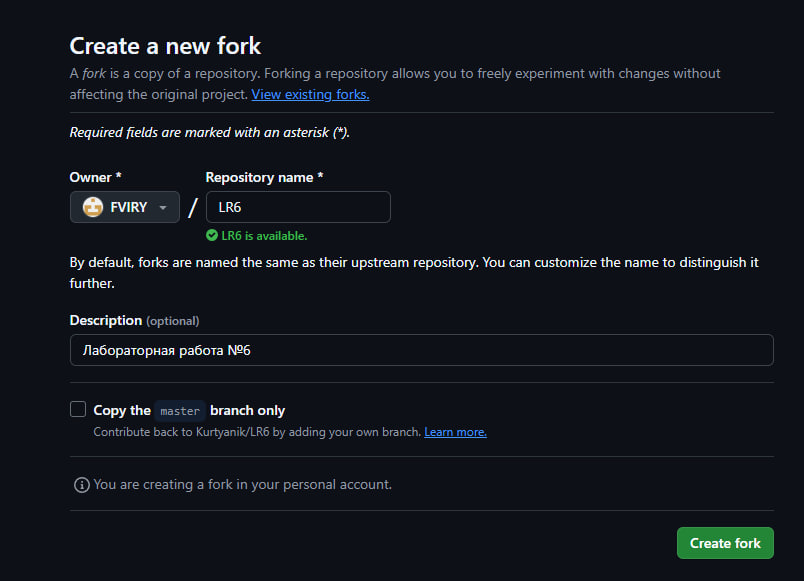 Create a new fork
A fork is a copy of a repository. Forking a repository allows you to freely experiment with changes without
affecting the original project. View existing forks.
Required fields are marked with an asterisk (*).
Owner * Repository name *
FVIRY / LR6
LR6 is available.
By default, forks are named the same as their upstream repository. You can customize the name to distinguish it
further.
Description (optional)
Лабораторная работа №6
Copy the master branch only
Contribute back to Kurtyanik/LR6 by adding your own branch. Learn more.
You are creating a fork in your personal account.
Create fork